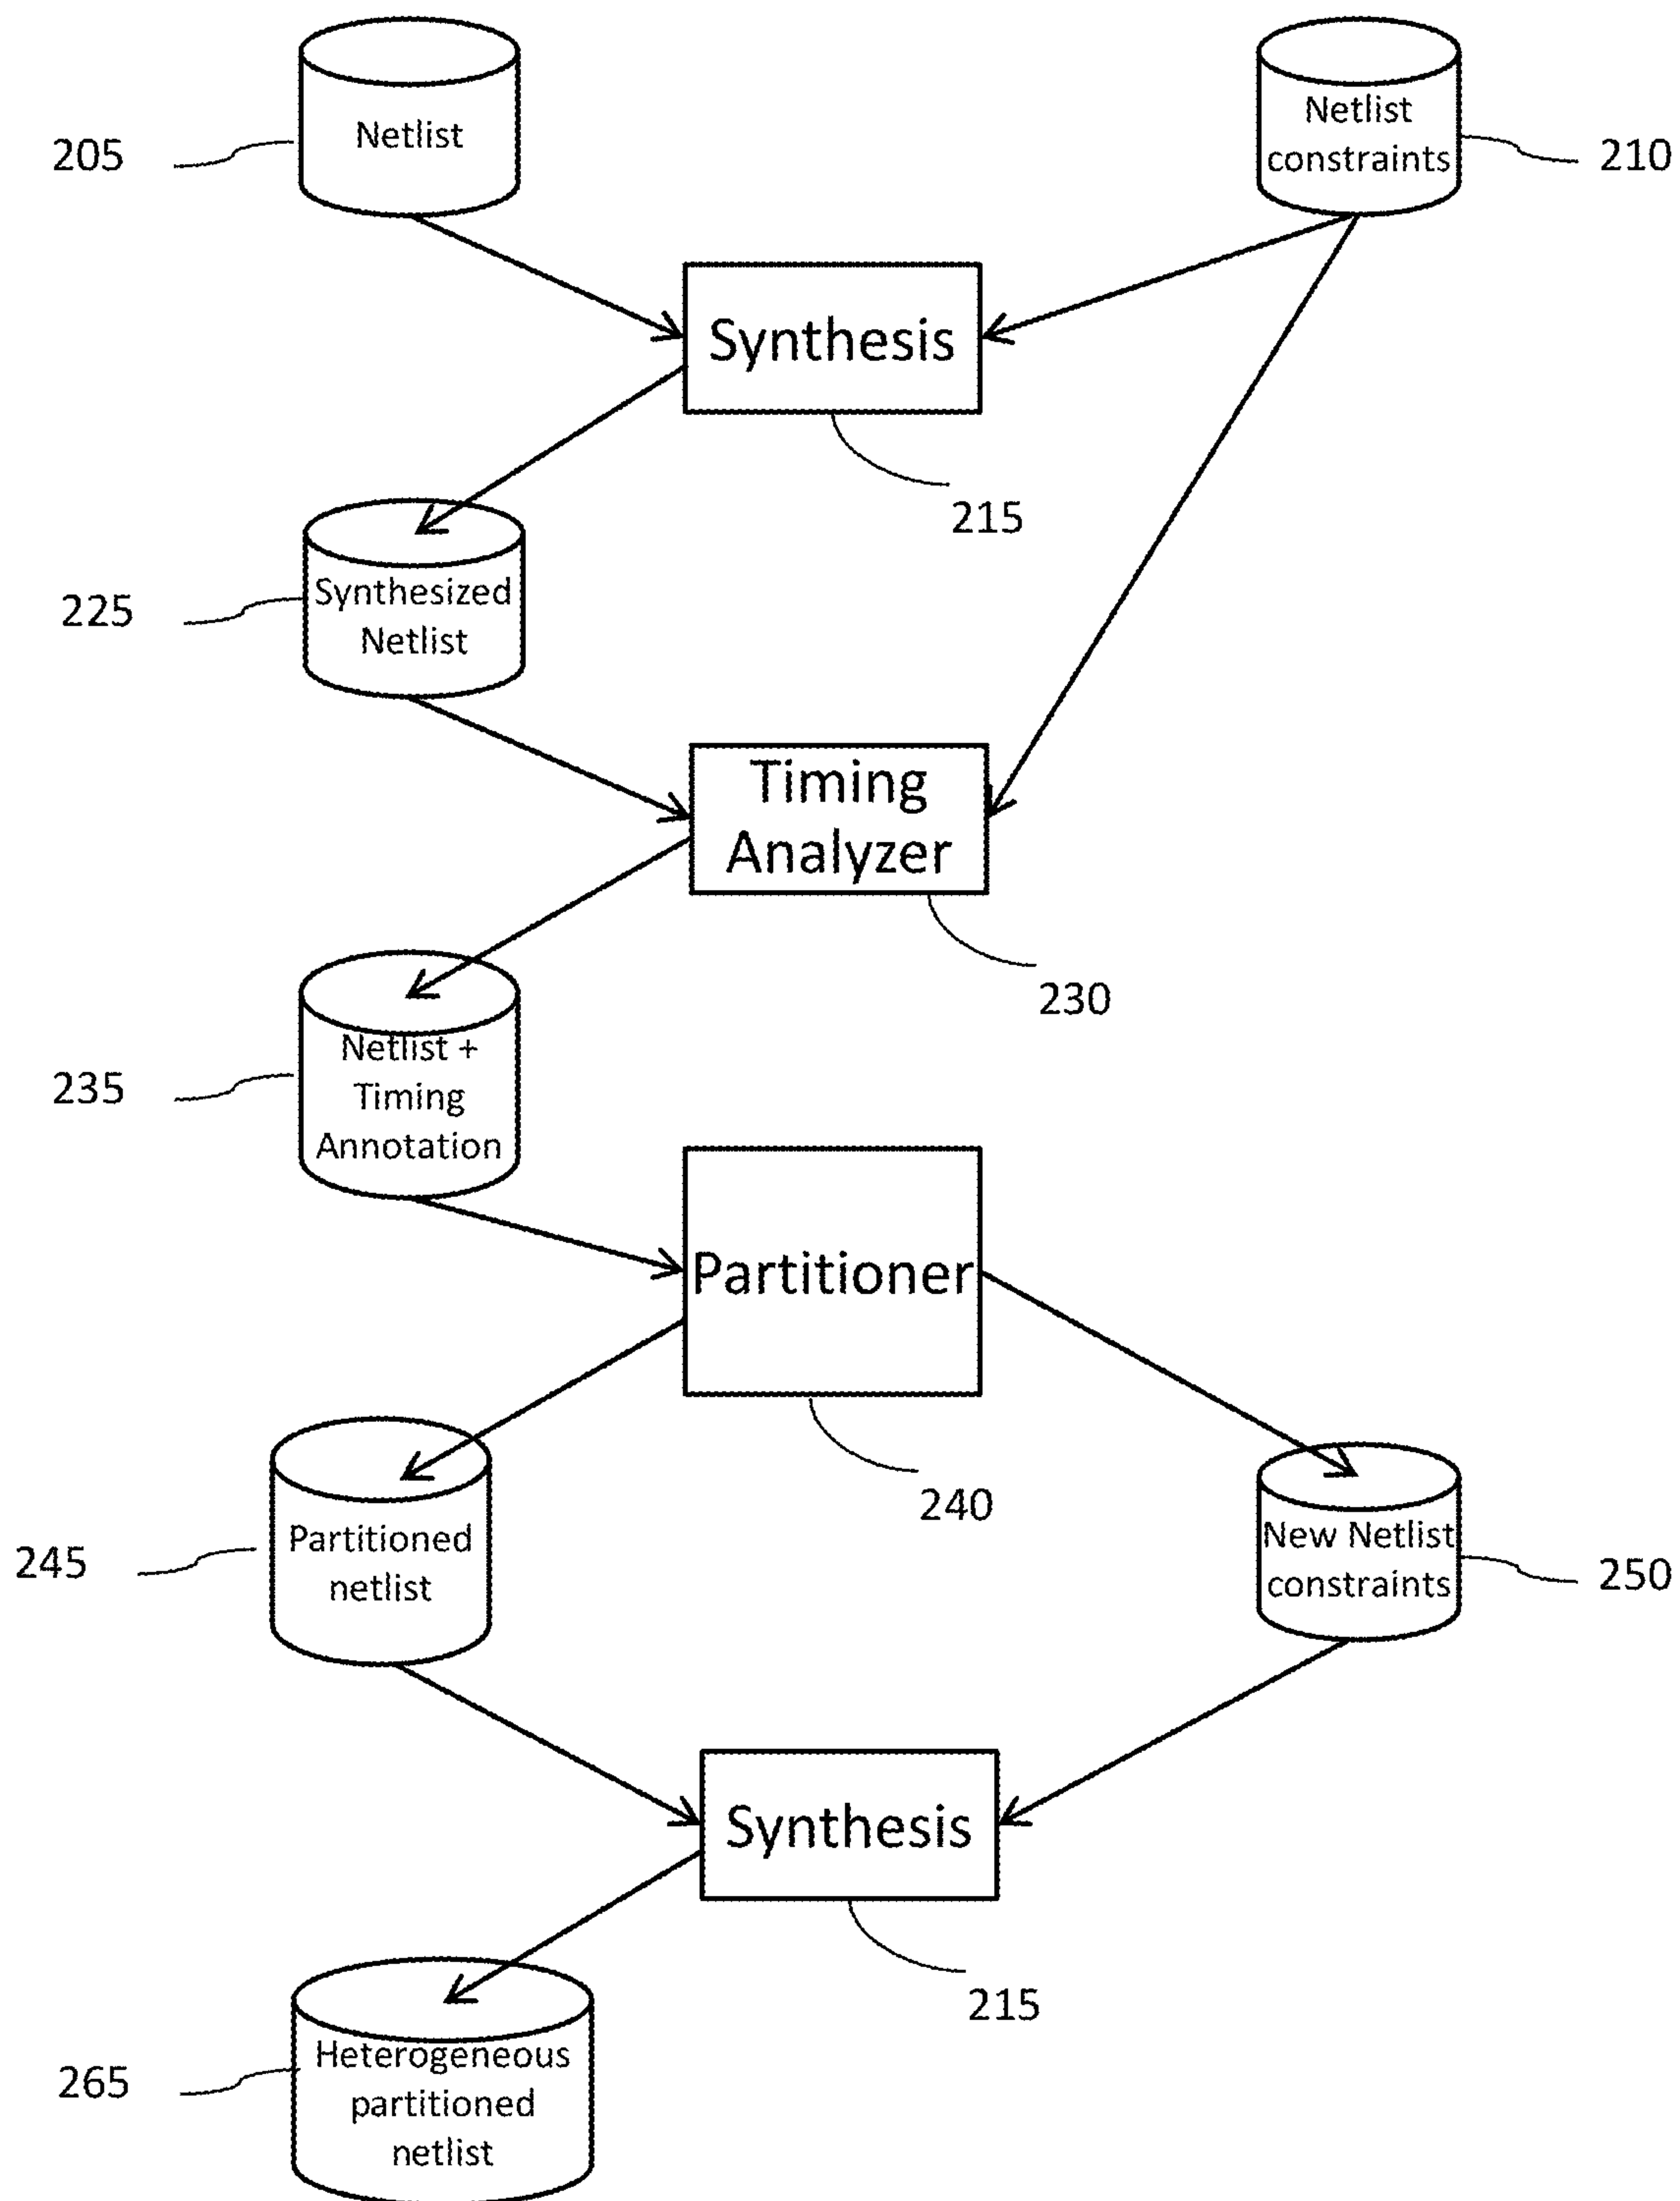 Netlist
205
Netlist
constraints
210
Synthesis
215
Synthesized
Netlist
225
Timing
Analyzer
230
Netlist +
Timing
Annotation
235
Partitioner
240
Partitioned
netlist
245
New Netlist
constraints
250
Synthesis
215
Heterogeneous
partitioned
netlist
265